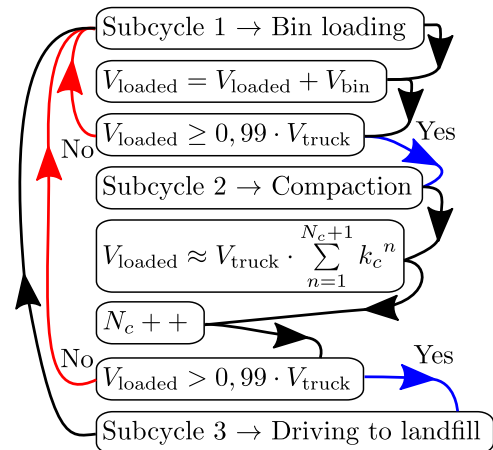 Subcycle 1 → Bin loading
V_loaded = V_loaded + V_bin
V_loaded ≥ 0,99 · V_truck
Yes
No
Subcycle 2 → Compaction
V_loaded ≈ V_truck · ∑_{n=1}^{N_c+1} k_c^n
N_c ++
No
Yes
V_loaded > 0,99 · V_truck
Subcycle 3 → Driving to landfill